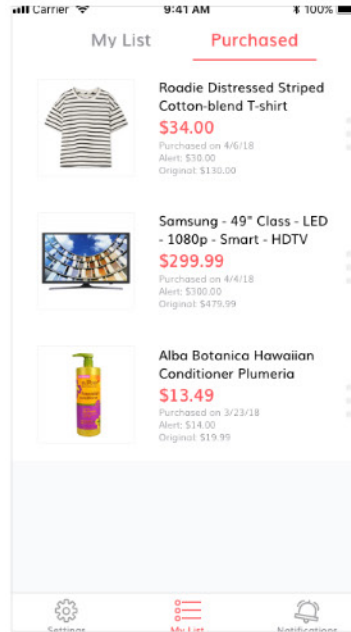 Carrier 9:41 AM 100%
My List Purchased
Roadie Distressed Striped
Cotton-blend T-shirt
$34.00
Purchased on 4/6/18
Alert: $30.00
Original: $130.00
Samsung - 49" Class - LED
- 1080p - Smart - HDTV
$299.99
Purchased on 4/4/18
Alert: $300.00
Original: $479.99
Alba Botanica Hawaiian
Conditioner Plumeria
$13.49
Purchased on 3/23/18
Alert: $14.00
Original: $19.99
Settings My List Notifications